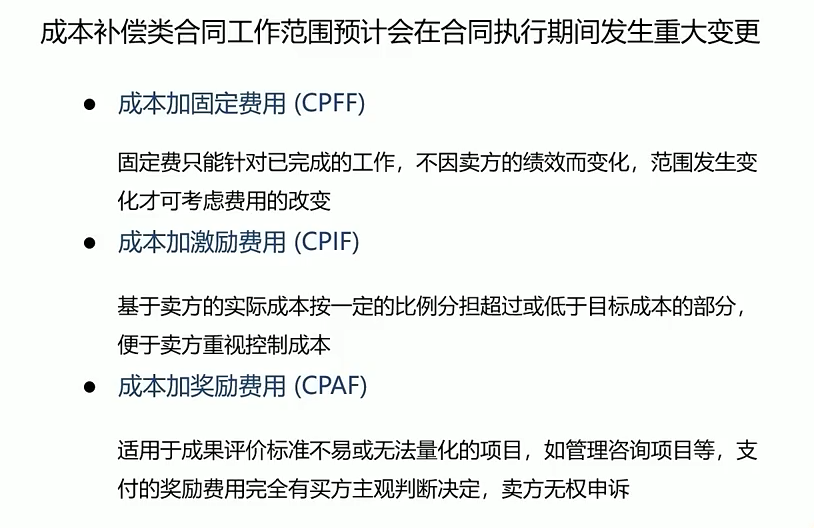 成本补偿类合同工作范围预计会在合同执行期间发生重大变更
● 成本加固定费用 (CPFF)
固定费只能针对已完成的工作，不因卖方的绩效而变化，范围发生变
化才可考虑费用的改变
● 成本加激励费用 (CPIF)
基于卖方的实际成本按一定的比例分担超过或低于目标成本的部分，
便于卖方重视控制成本
● 成本加奖励费用 (CPAF)
适用于成果评价标准不易或无法量化的项目，如管理咨询项目等，支
付的奖励费用完全有买方主观判断决定，卖方无权申诉